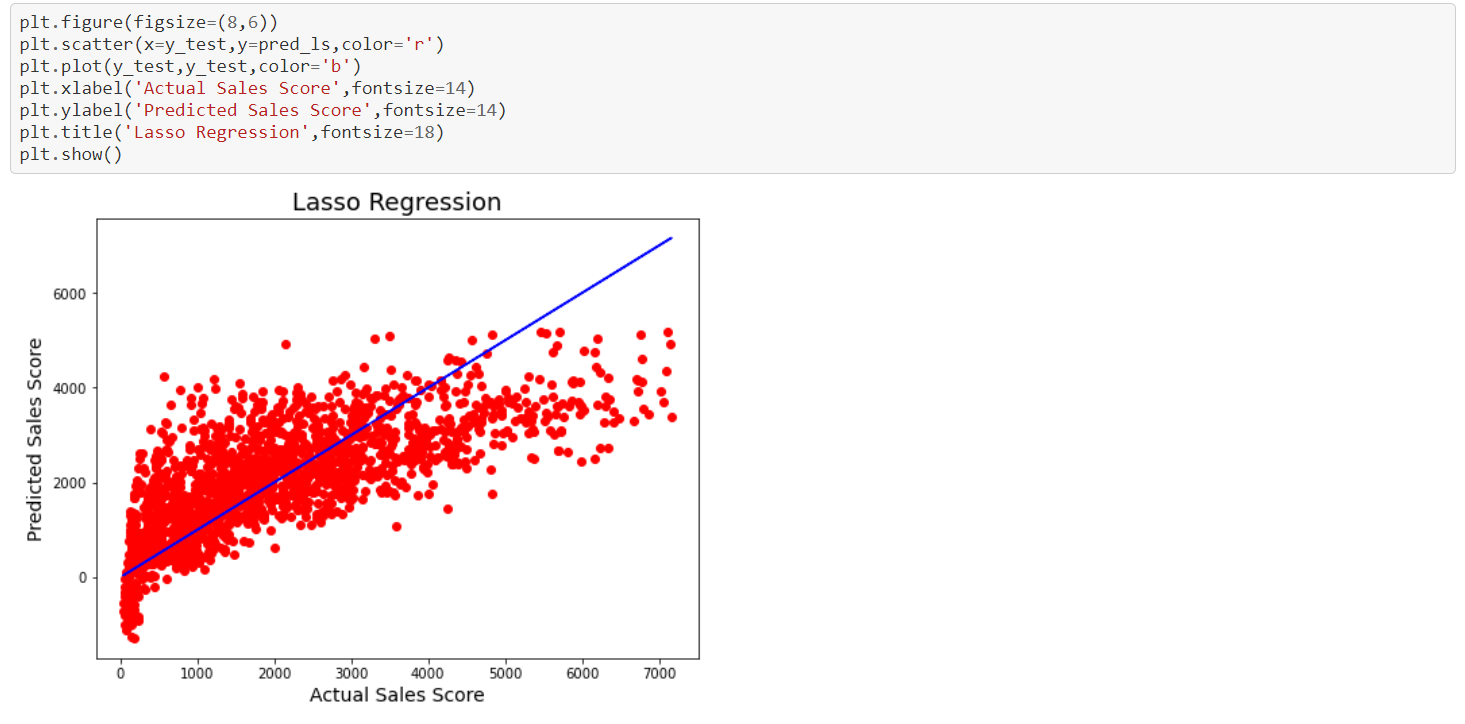 plt.figure(figsize=(8,6))
plt.scatter(x=y_test,y=pred_ls,color='r')
plt.plot(y_test,y_test,color='b')
plt.xlabel('Actual Sales Score',fontsize=14)
plt.ylabel('Predicted Sales Score',fontsize=14)
plt.title('Lasso Regression',fontsize=18)
plt.show()
Lasso Regression
Predicted Sales Score
6000
4000
2000
0
0 1000 2000 3000 4000 5000 6000 7000
Actual Sales Score